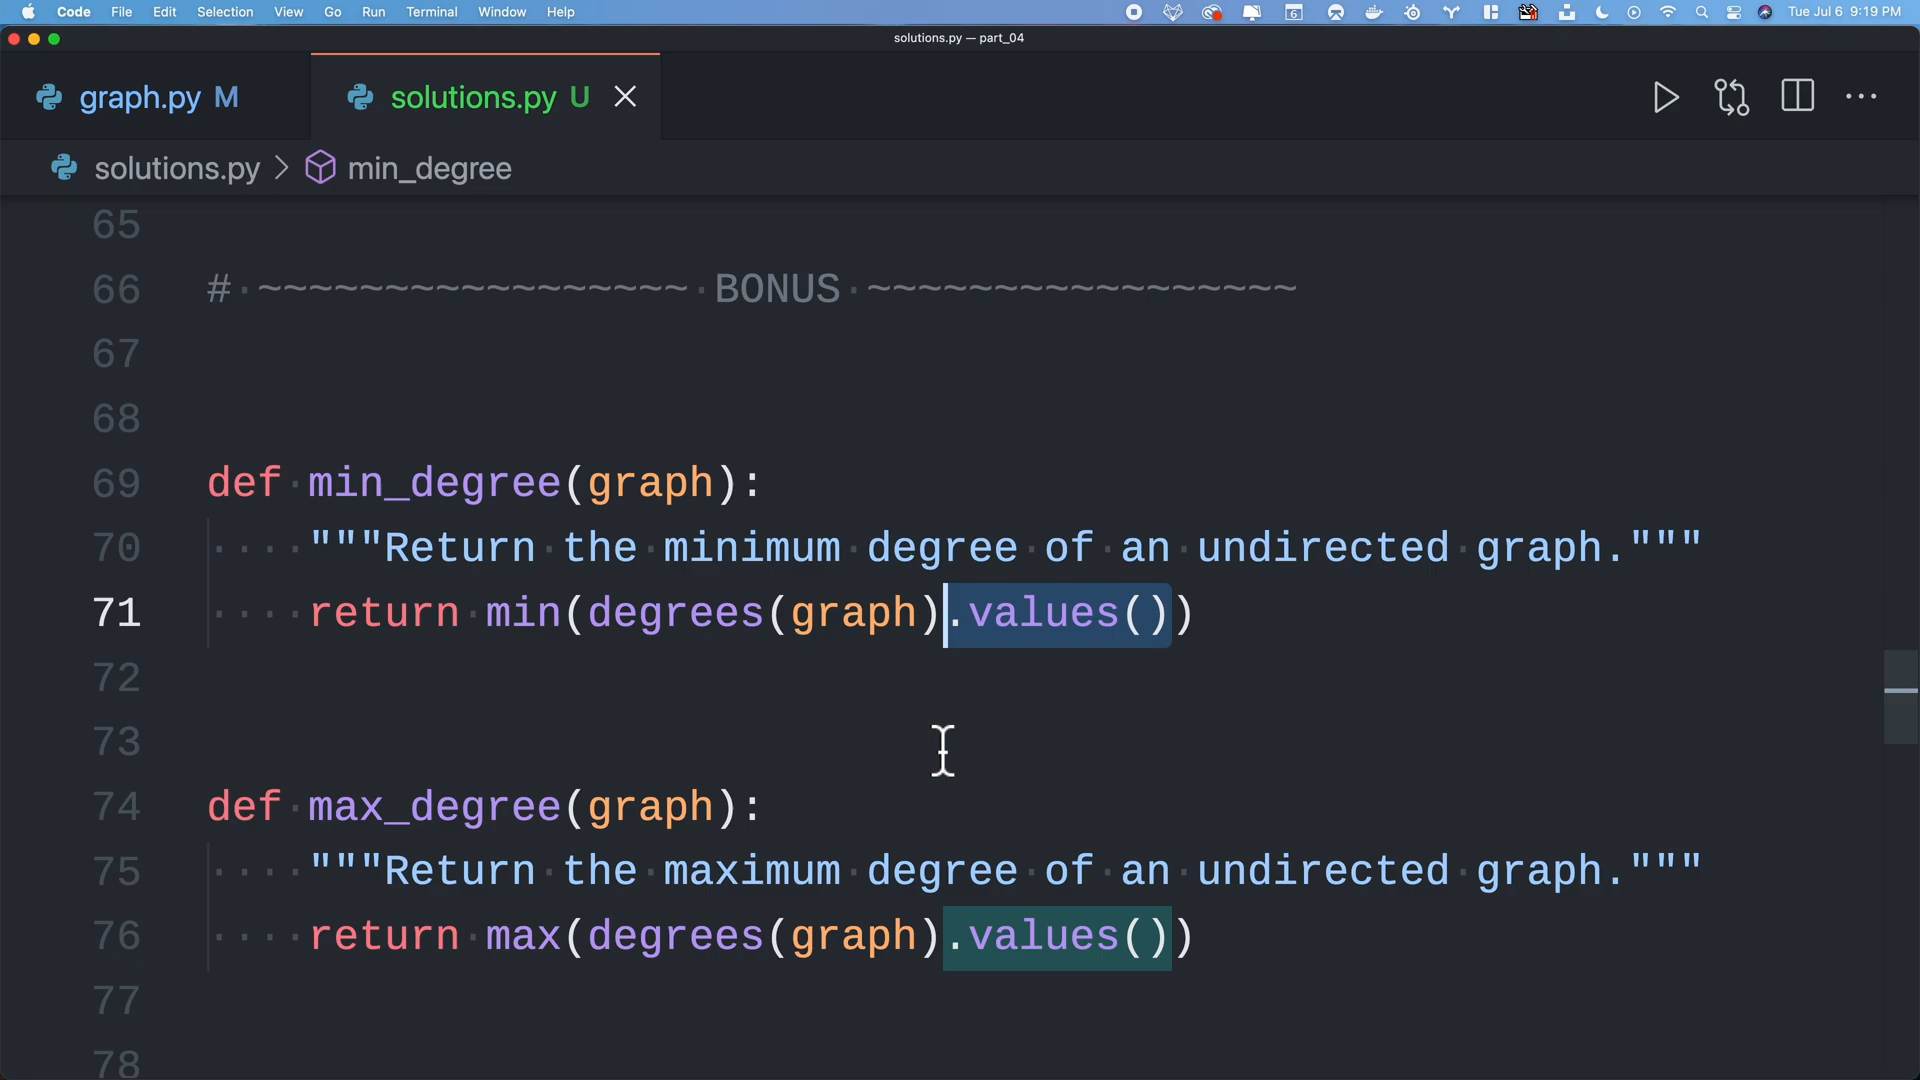 Code File Edit Selection View Go Run Terminal Window Help 6 Tue Jul 6 9:19 PM
solutions.py — part_04
graph.py M solutions.py U
solutions.py > min_degree
65
66 # ~~~~~~~~~~~~~~~~~ BONUS ~~~~~~~~~~~~~~~~~
67
68
69 def min_degree(graph):
70 """Return the minimum degree of an undirected graph."""
71 return min(degrees(graph).values())
72
73
74 def max_degree(graph):
75 """Return the maximum degree of an undirected graph."""
76 return max(degrees(graph).values())
77
78